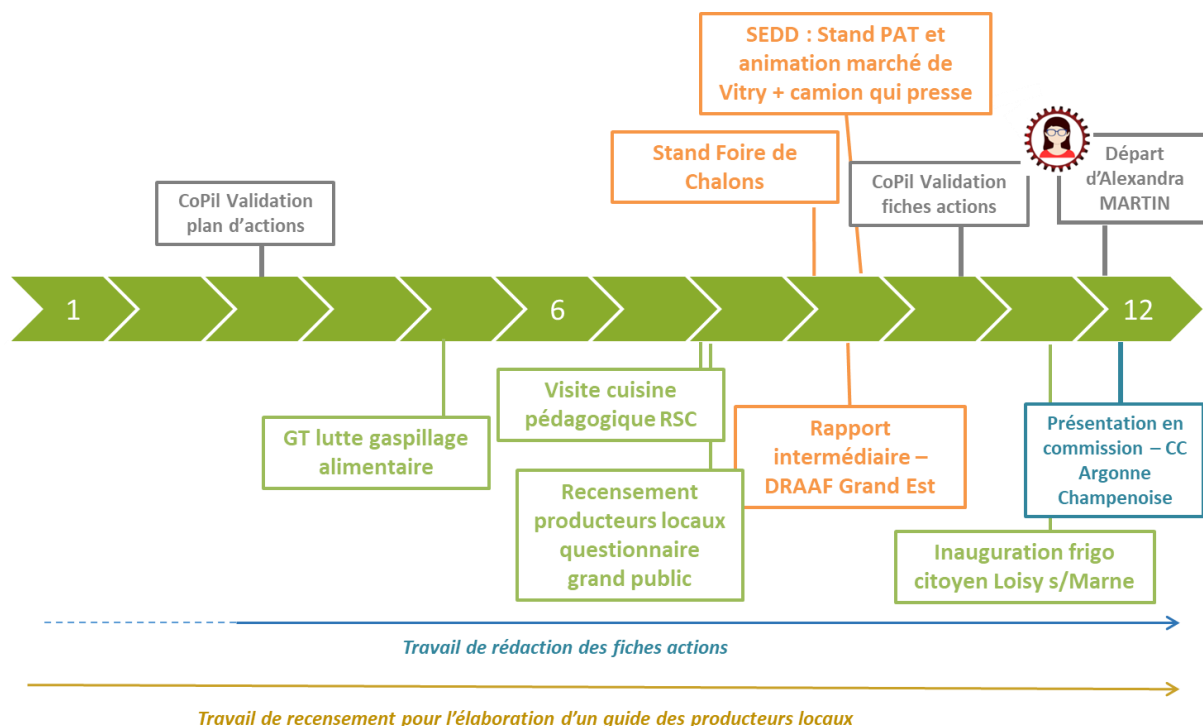 SEDD : Stand PAT et
animation marché de
Vitry + camion qui presse
Stand Foire de
Chalons
Départ
d’Alexandra
MARTIN
CoPil Validation
plan d’actions
CoPil Validation
fiches actions
1
6
12
Visite cuisine
pédagogique RSC
GT lutte gaspillage
alimentaire
Rapport
intermédiaire –
DRAAF Grand Est
Présentation en
commission – CC
Argonne
Champenoise
Recensement
producteurs locaux
questionnaire
grand public
Inauguration frigo
citoyen Loisy s/Marne
Travail de rédaction des fiches actions
Travail de recensement pour l’élaboration d’un guide des producteurs locaux